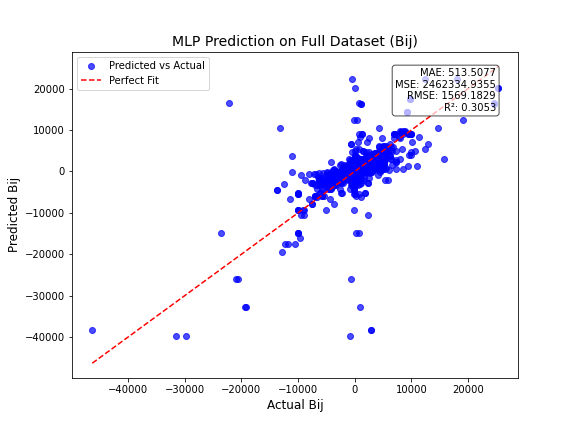 MLP Prediction on Full Dataset (Bij)
Predicted vs Actual
Perfect Fit
MAE: 513.5077
MSE: 2462334.9355
RMSE: 1569.1829
R²: 0.3053
20000
10000
0
−10000
−20000
−30000
−40000
Predicted Bij
−40000
−30000
−20000
−10000
0
10000
20000
Actual Bij